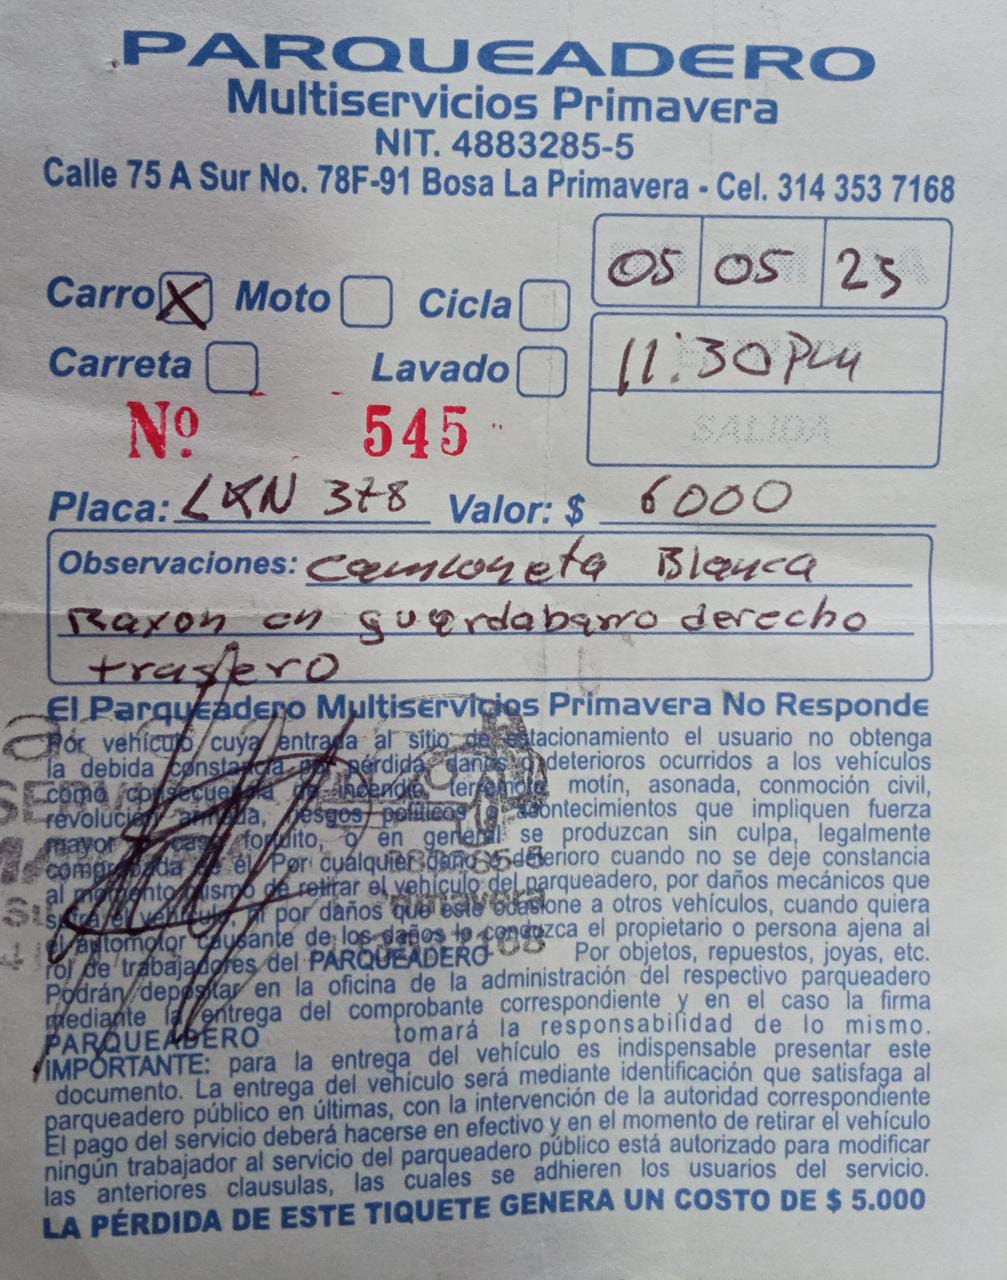 PARQUEADERO
Multiservicios Primavera
NIT. 4883285-5
Calle 75 A Sur No. 78F-91 Bosa La Primavera - Cel. 314 353 7168
05 05 23
Carro X Moto Cicla
11:30 PM
Carreta Lavado
SALIDA
Nº 545
Placa: LXN 378 Valor: $ 6000
Observaciones: Camioneta Blanca
Raxon en guardabarro derecho
trasero
El Parqueadero Multiservicios Primavera No Responde
Por vehículo cuya entrada al sitio de estacionamiento el usuario no obtenga
la debida constancia por pérdida, daños o deterioros ocurridos a los vehículos
como consecuencia de incendio, terremoto, motín, asonada, conmoción civil,
revolución armada, riesgos políticos o acontecimientos que impliquen fuerza
mayor o caso fortuito, o en general se produzcan sin culpa, legalmente
comprobada de él. Por cualquier daño o deterioro cuando no se deje constancia
al momento mismo de retirar el vehículo del parqueadero, por daños mecánicos que
sufra el vehículo, ni por daños que este ocasione a otros vehículos, cuando quiera
el automotor causante de los daños lo conduzca el propietario o persona ajena al
rol de trabajadores del PARQUEADERO Por objetos, repuestos, joyas, etc.
Podrán depositar en la oficina de la administración del respectivo parqueadero
mediante la entrega del comprobante correspondiente y en el caso la firma
PARQUEADERO tomará la responsabilidad de lo mismo.
IMPORTANTE: para la entrega del vehículo es indispensable presentar este
documento. La entrega del vehículo será mediante identificación que satisfaga al
parqueadero público en últimas, con la intervención de la autoridad correspondiente
El pago del servicio deberá hacerse en efectivo y en el momento de retirar el vehículo
ningún trabajador al servicio del parqueadero público está autorizado para modificar
las anteriores clausulas, las cuales se adhieren los usuarios del servicio.
LA PÉRDIDA DE ESTE TIQUETE GENERA UN COSTO DE $ 5.000